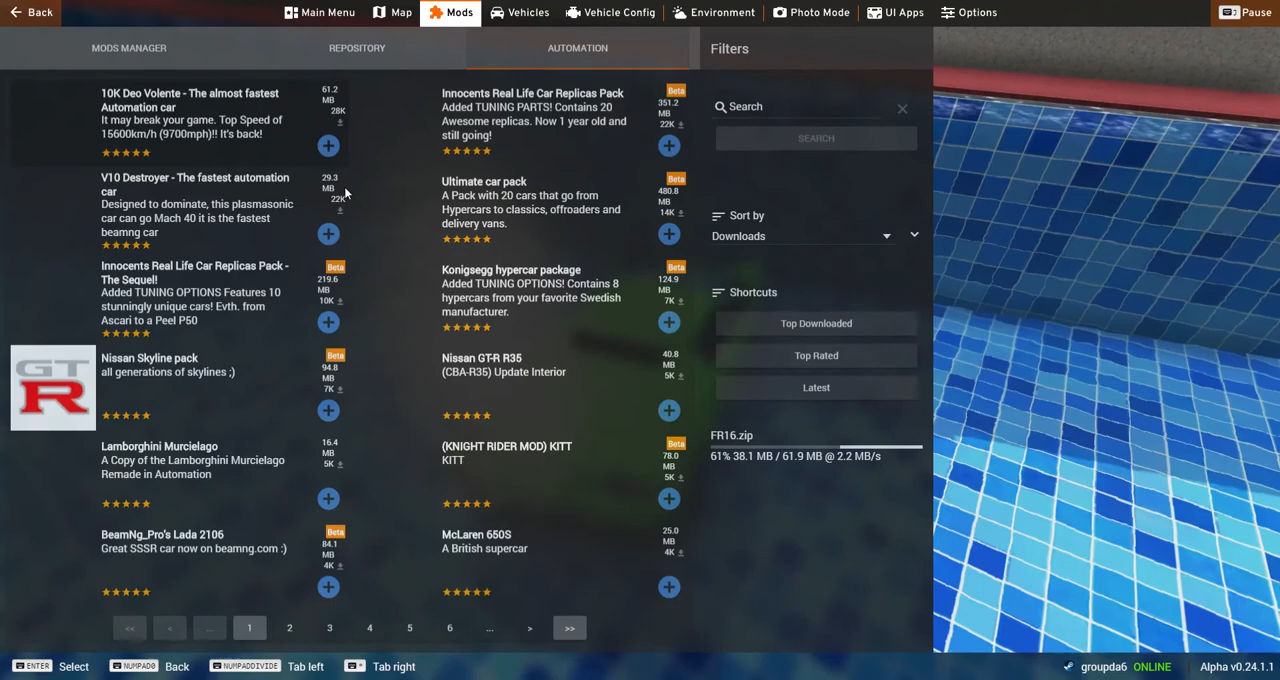 Back
Main Menu
Map
Mods
Vehicles
Vehicle Config
Environment
Photo Mode
UI Apps
Options
Pause
MODS MANAGER
REPOSITORY
AUTOMATION
Filters
10K Deo Volente - The almost fastest
Automation car
It may break your game. Top Speed of
15600km/h (9700mph)!! It's back!
61.2
MB
28K
Innocents Real Life Car Replicas Pack
Added TUNING PARTS! Contains 20
Awesome replicas. Now 1 year old and
still going!
Beta
351.2
MB
22K
V10 Destroyer - The fastest automation
car
Designed to dominate, this plasmasonic
car can go Mach 40 it is the fastest
beamng car
29.3
MB
22K
Ultimate car pack
A Pack with 20 cars that go from
Hypercars to classics, offroaders and
delivery vans.
Beta
480.8
MB
14K
Innocents Real Life Car Replicas Pack -
The Sequel!
Added TUNING OPTIONS Features 10
stunningly unique cars! Evth. from
Ascari to a Peel P50
Beta
219.6
MB
10K
Konigsegg hypercar package
Added TUNING OPTIONS! Contains 8
hypercars from your favorite Swedish
manufacturer.
Beta
124.9
MB
7K
GT
R
Nissan Skyline pack
all generations of skylines ;)
Beta
94.8
MB
7K
Nissan GT-R R35
(CBA-R35) Update Interior
40.8
MB
5K
Lamborghini Murcielago
A Copy of the Lamborghini Murcielago
Remade in Automation
16.4
MB
5K
(KNIGHT RIDER MOD) KITT
KITT
Beta
78.0
MB
5K
BeamNg_Pro's Lada 2106
Great SSSR car now on beamng.com :)
Beta
84.1
MB
4K
McLaren 650S
A British supercar
25.0
MB
4K
Search
SEARCH
Sort by
Downloads
Shortcuts
Top Downloaded
Top Rated
Latest
FR16.zip
61% 38.1 MB / 61.9 MB @ 2.2 MB/s
<< < ... 1 2 3 4 5 6 ... > >>
ENTER Select
NUMPAD0 Back
NUMPADDIVIDE Tab left
Tab right
groupda6 ONLINE
Alpha v0.24.1.1